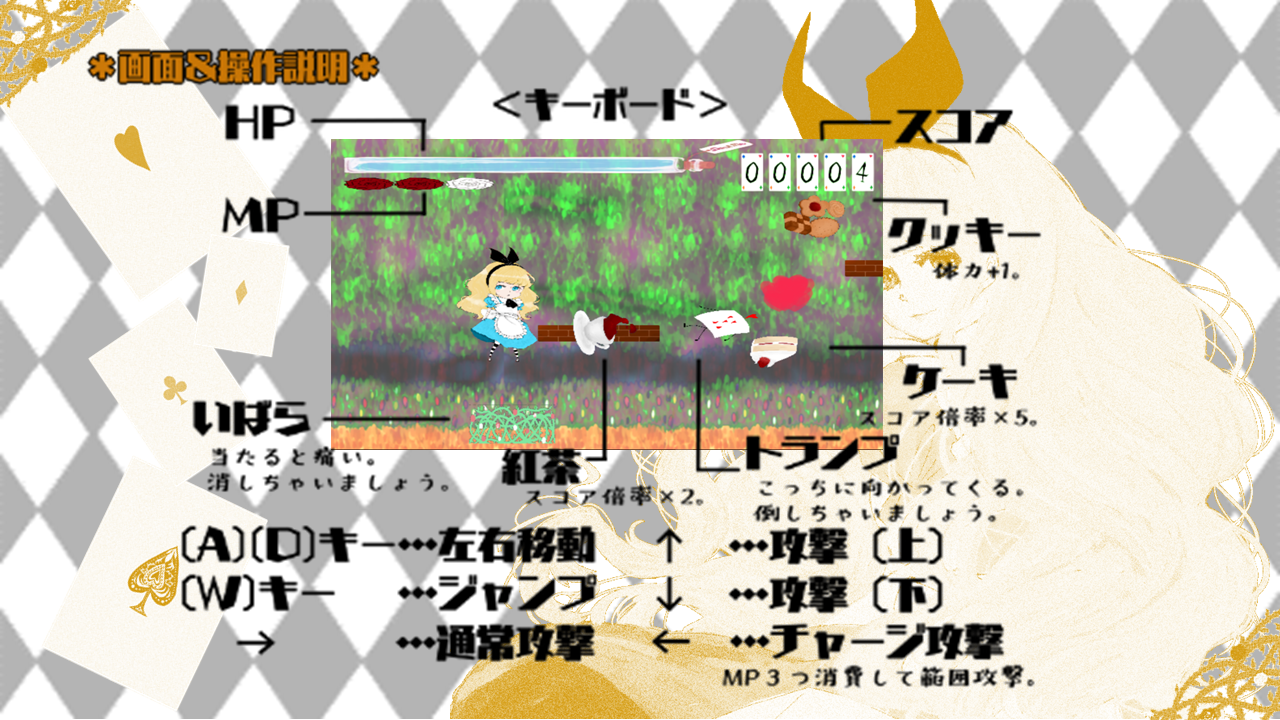 *画面&操作説明*
<キーボード>
HP
スコア
00004
MP
クッキー
体力+1。
ケーキ
スコア倍率×5。
いばら
当たると痛い。
消しちゃいましょう。
紅茶
スコア倍率×2。
トランプ
こっちに向かってくる。
倒しちゃいましょう。
〔A〕〔D〕キー…左右移動
↑ …攻撃〔上〕
〔W〕キー …ジャンプ
↓ …攻撃〔下〕
→ …通常攻撃
← …チャージ攻撃
MP3つ消費して範囲攻撃。